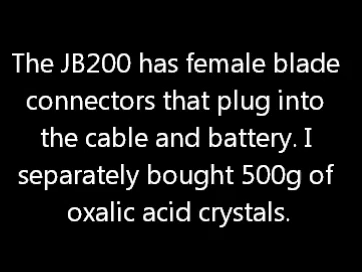 The JB200 has female blade
connectors that plug into
the cable and battery. I
separately bought 500g of
oxalic acid crystals.